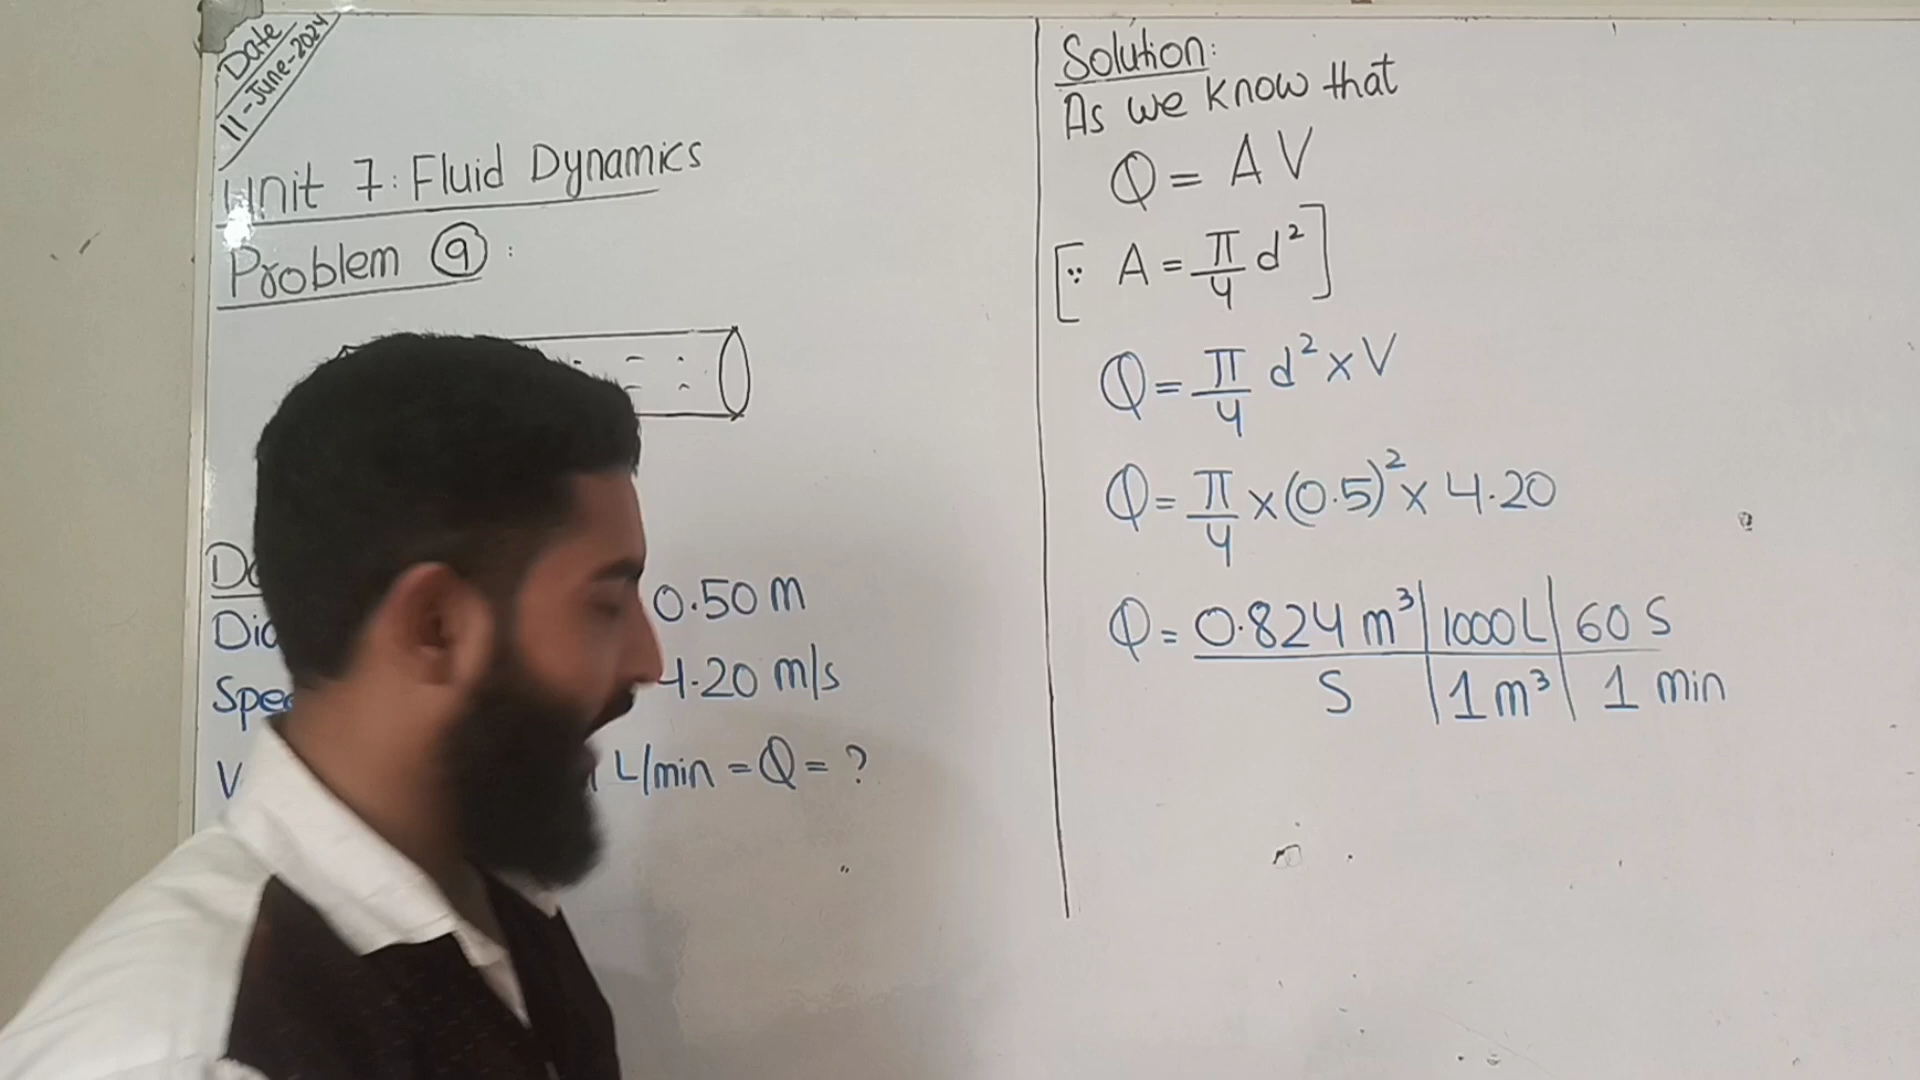 Date
11-June-2024
Unit 7: Fluid Dynamics
Problem 9:
0.50 m
4.20 m/s
L/min = Q = ?
Solution:
As we know that
Q = A V
[∵ A = π/4 d²]
Q = π/4 d² × V
Q = π/4 × (0.5)² × 4.20
Q = 0.824 m³ | 1000 L | 60 S
S | 1 m³ | 1 min